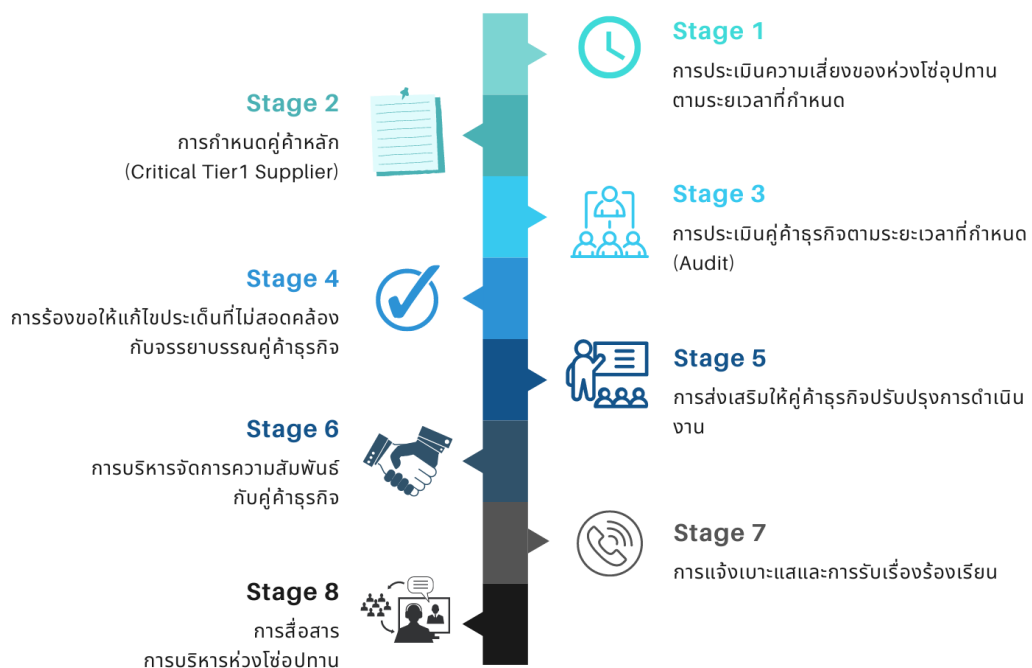 Stage 1
การประเมินความเสี่ยงของห่วงโซ่อุปทาน
ตามระยเวลาที่กำหนด
Stage 2
การกำหนดคู่ค้าหลัก
(Critical Tier1 Supplier)
Stage 3
การประเมินคู่ค้าธุรกิจตามระยะเวลาที่กำหนด
(Audit)
Stage 4
การร้องขอให้แก้ไขประเด็นที่ไม่สอดคล้อง
กับจรรยาบรรณคู่ค้าธุรกิจ
Stage 5
การส่งเสริมให้คู่ค้าธุรกิจปรับปรุงการดำเนิน
งาน
Stage 6
การบริหารจัดการความสัมพันธ์
กับคู่ค้าธุรกิจ
Stage 7
การแจ้งเบาะแสและการรับเรื่องร้องเรียน
Stage 8
การสื่อสาร
การบริหารห่วงโซ่อุปทาน